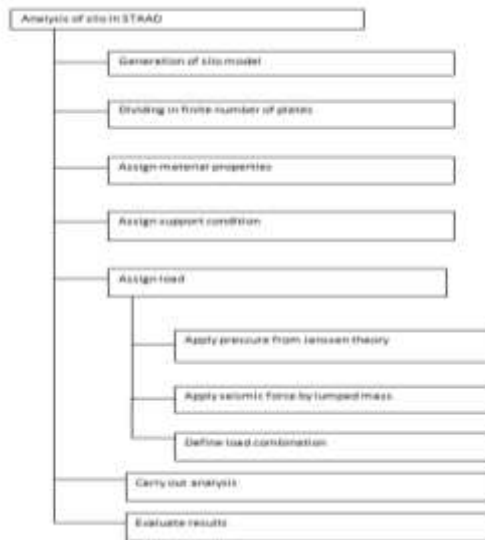 Analysis of silo in STAAD
Generation of silo model
Dividing in finite number of plates
Assign material properties
Assign support condition
Assign load
Apply pressure from Janssen theory
Apply seismic force by lumped mass
Define load combination
Carry out analysis
Evaluate results